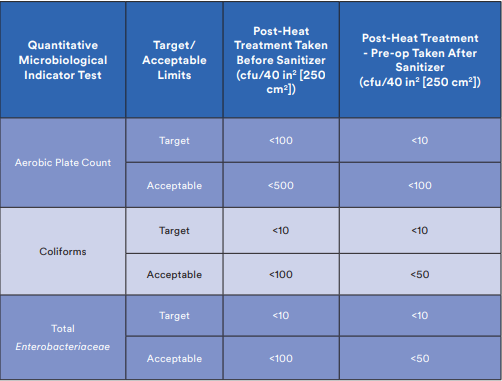 Quantitative
Microbiological
Indicator Test
Target/
Acceptable
Limits
Post-Heat
Treatment Taken
Before Sanitizer
(cfu/40 in² [250
cm²])
Post-Heat Treatment
- Pre-op Taken After
Sanitizer
(cfu/40 in² [250 cm²])
Aerobic Plate Count
Target
<100
<10
Acceptable
<500
<100
Coliforms
Target
<10
<10
Acceptable
<100
<50
Total
Enterobacteriaceae
Target
<10
<10
Acceptable
<100
<50